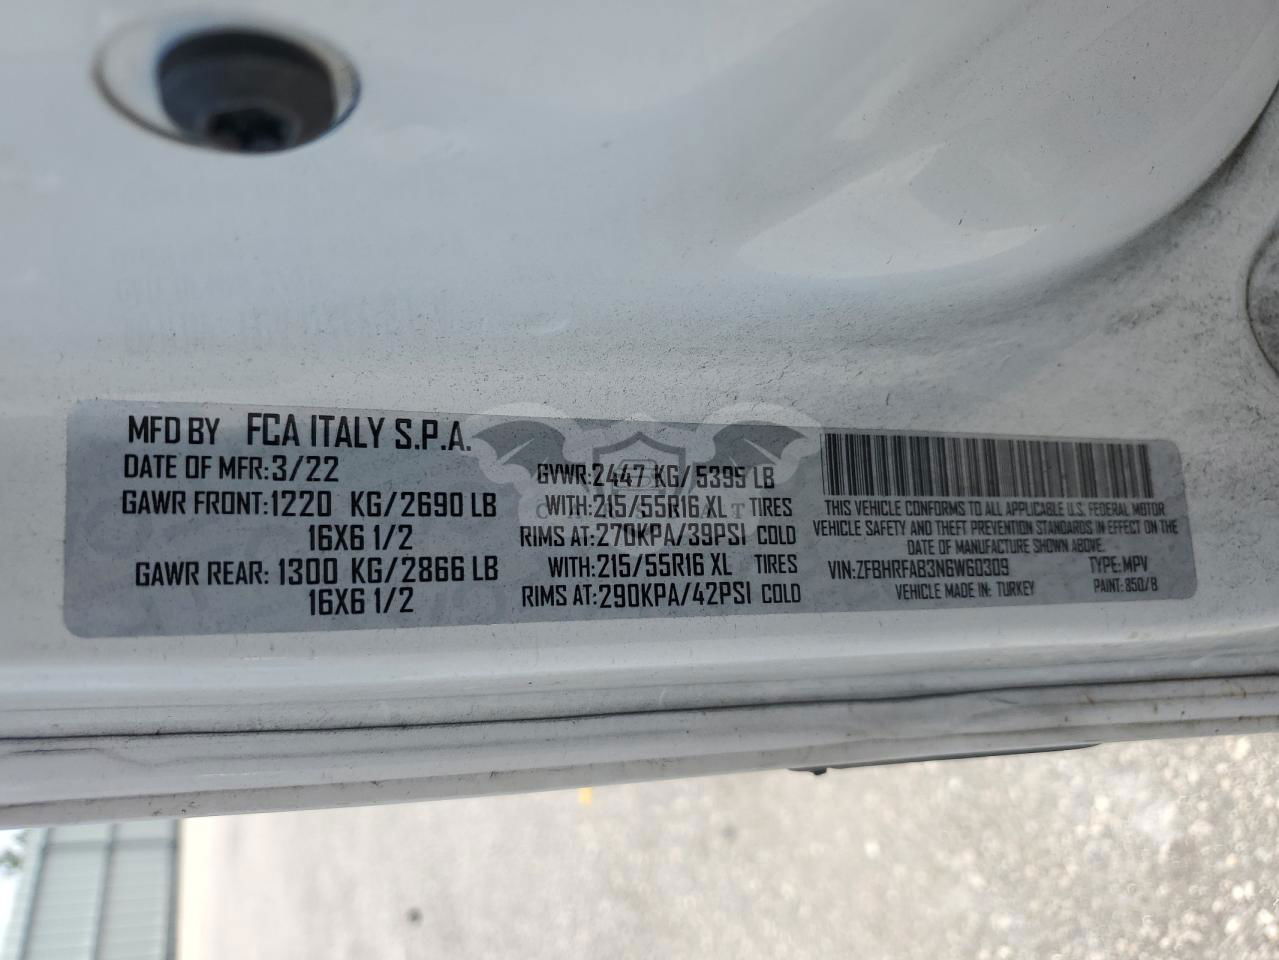 MFD BY FCA ITALY S.P.A.
DATE OF MFR:3/22
GVWR:2447 KG/5395 LB
GAWR FRONT:1220 KG/2690 LB WITH:215/55R16 XL TIRES
16X6 1/2 RIMS AT:270KPA/39PSI COLD
GAWR REAR:1300 KG/2866 LB WITH:215/55R16 XL TIRES
16X6 1/2 RIMS AT:290KPA/42PSI COLD
THIS VEHICLE CONFORMS TO ALL APPLICABLE U.S. FEDERAL MOTOR
VEHICLE SAFETY AND THEFT PREVENTION STANDARDS IN EFFECT ON THE
DATE OF MANUFACTURE SHOWN ABOVE.
VIN:ZFBHRFAB3N6W60309 TYPE:MPV
VEHICLE MADE IN: TURKEY PAINT: 850/B